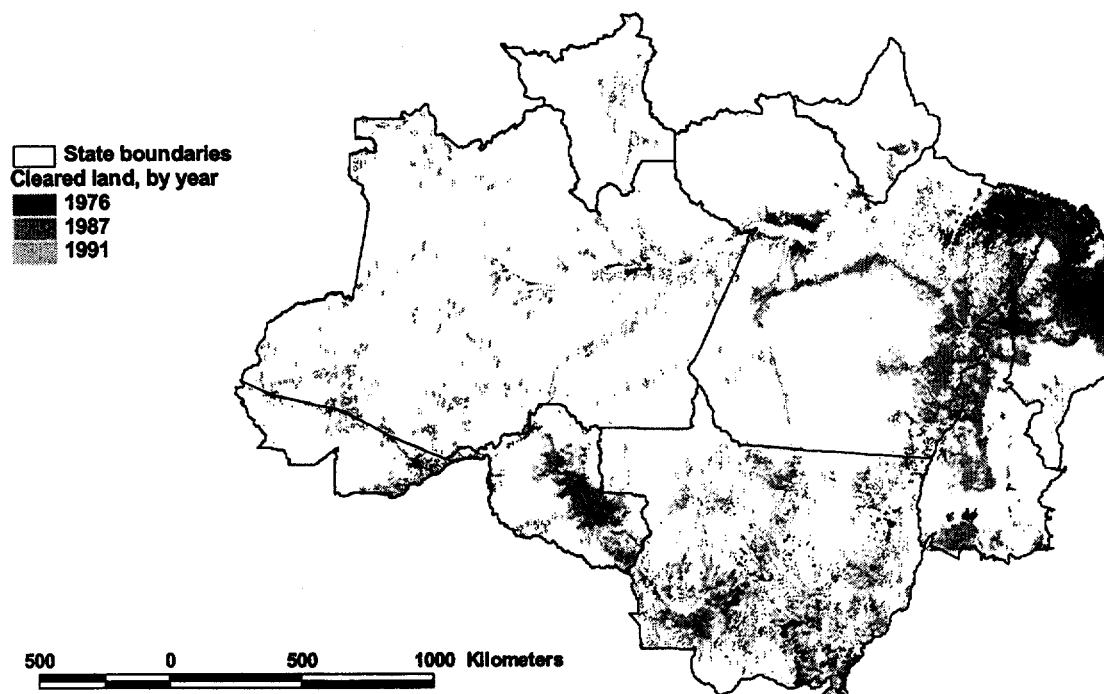 State boundaries
Cleared land, by year
1976
1987
1991
500 0 500 1000 Kilometers